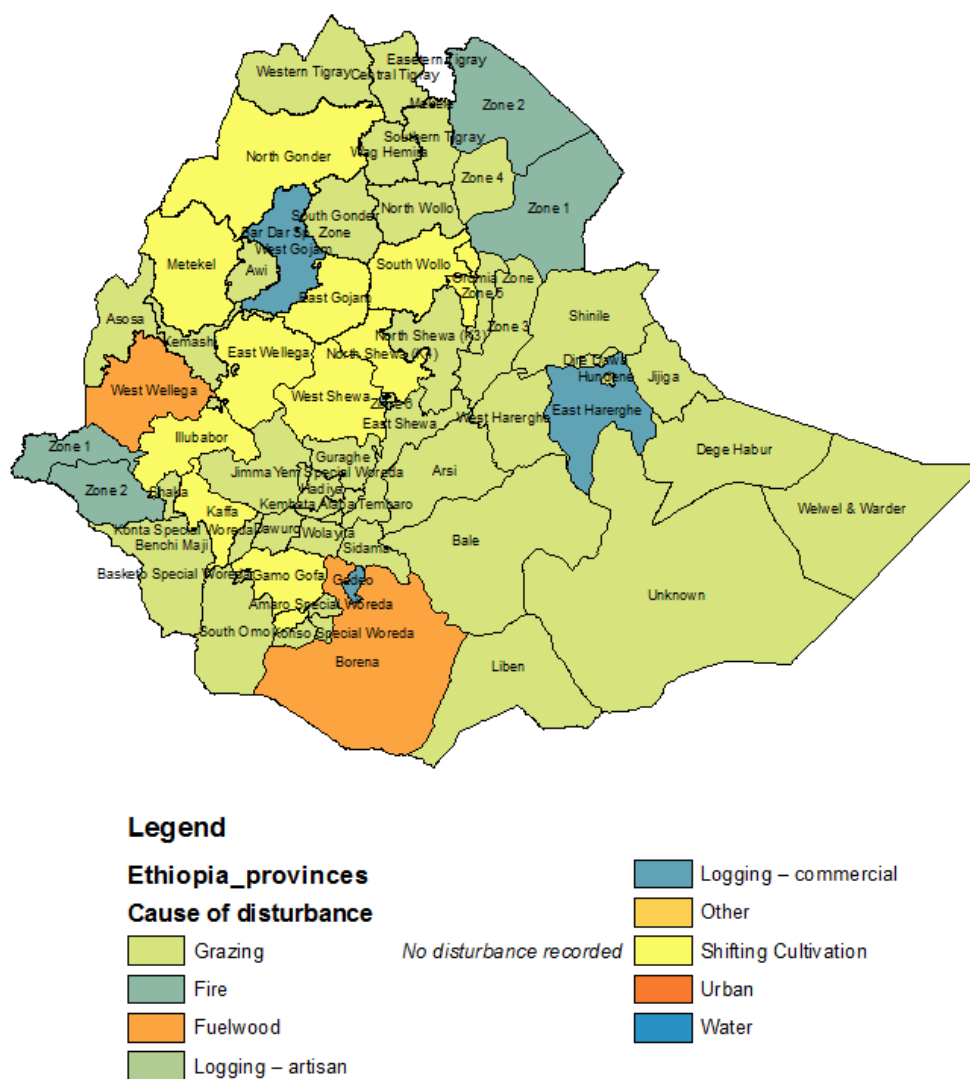 Easetern Tigray
Western Tigray
Central Tigray
Zone 2
Southern Tigray
Wag Hemira
North Gonder
Zone 4
North Wollo
Zone 1
South Gonder
Bar Dar Sp. Zone
West Gojam
Metekel
Awi
South Wollo
Oromia Zone
Zone 5
East Gojam
Shinile
Asosa
Zone 3
North Shewa (K3)
Kemashi
East Wellega
North Shewa (K4)
Dire Dawa
Hundene
Jijiga
West Wellega
West Shewa
Zone 6
East Shewa
West Harerghe
East Harerghe
Illubabor
Zone 1
Dege Habur
Guraghe
Jimma
Yem Special Woreda
Arsi
Zone 2
Hadiya
Kembata Alaba Tembaro
Welwel & Warder
Kaffa
Konta Special Woreda
Dawuro
Wolayita
Benchi Maji
Sidama
Bale
Basketo Special Woreda
Gamo Gofa
Gedeo
Unknown
Amaro Special Woreda
South Omo
Konso Special Woreda
Borena
Liben
Legend
Ethiopia_provinces
Cause of disturbance
Grazing
Fire
Fuelwood
Logging – artisan
No disturbance recorded
Logging – commercial
Other
Shifting Cultivation
Urban
Water